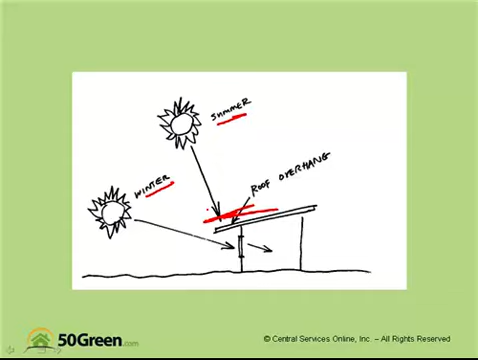 SUMMER
ROOF OVERHANG
WINTER
50Green.com
© Central Services Online, Inc. – All Rights Reserved